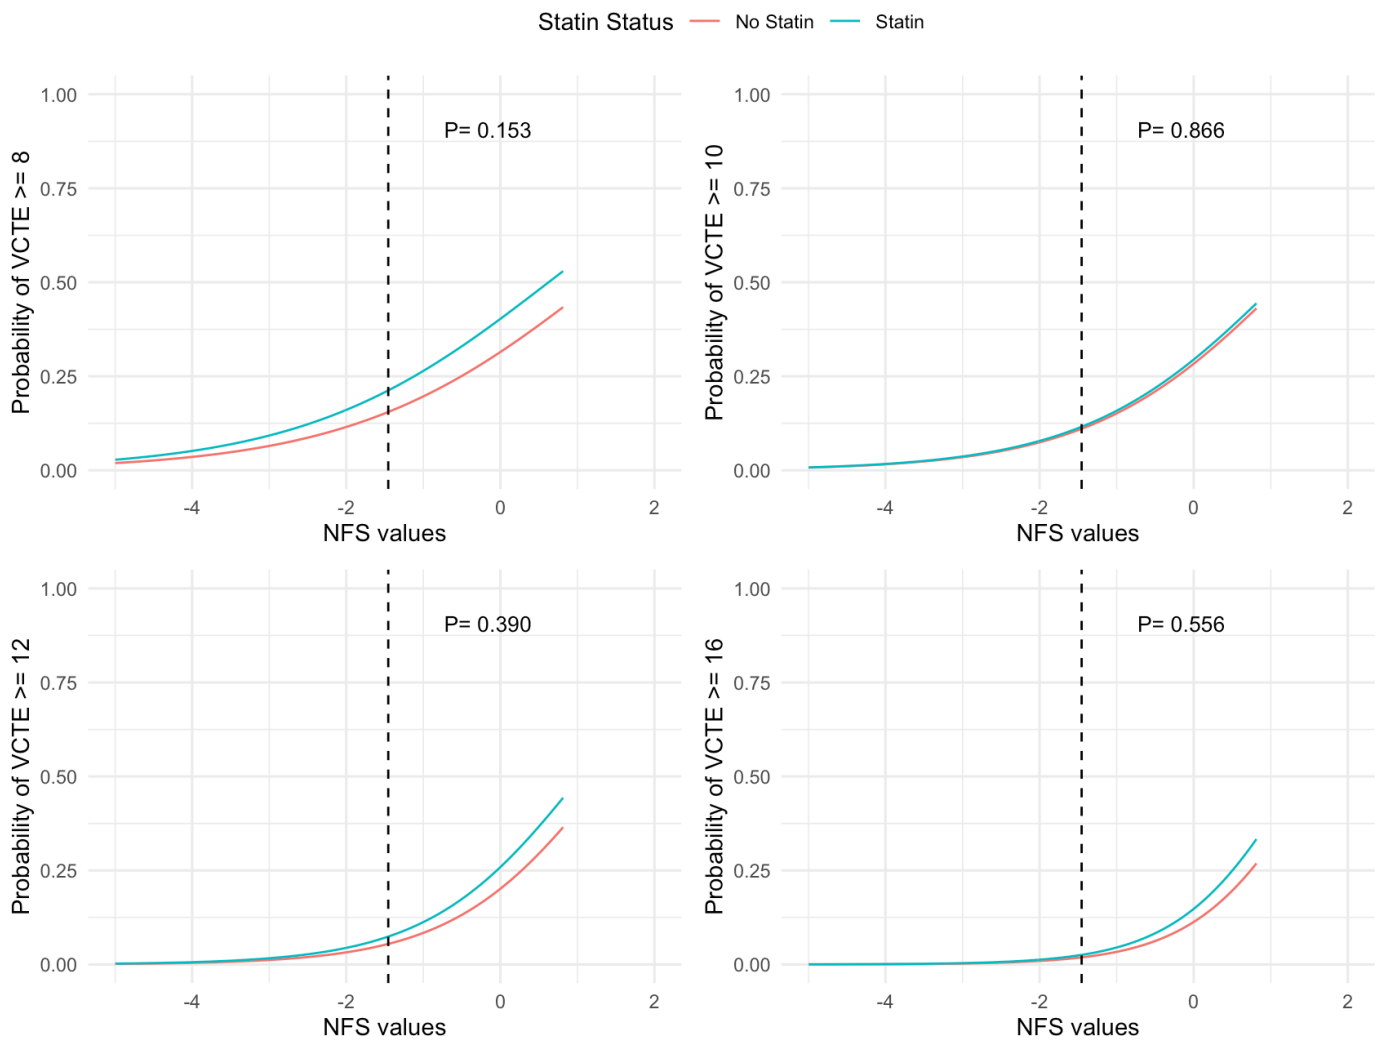 Statin Status No Statin Statin
Probability of VCTE >= 8
1.00
0.75
0.50
0.25
0.00
P= 0.153
-4 -2 0 2
NFS values
Probability of VCTE >= 10
1.00
0.75
0.50
0.25
0.00
P= 0.866
-4 -2 0 2
NFS values
Probability of VCTE >= 12
1.00
0.75
0.50
0.25
0.00
P= 0.390
-4 -2 0 2
NFS values
Probability of VCTE >= 16
1.00
0.75
0.50
0.25
0.00
P= 0.556
-4 -2 0 2
NFS values